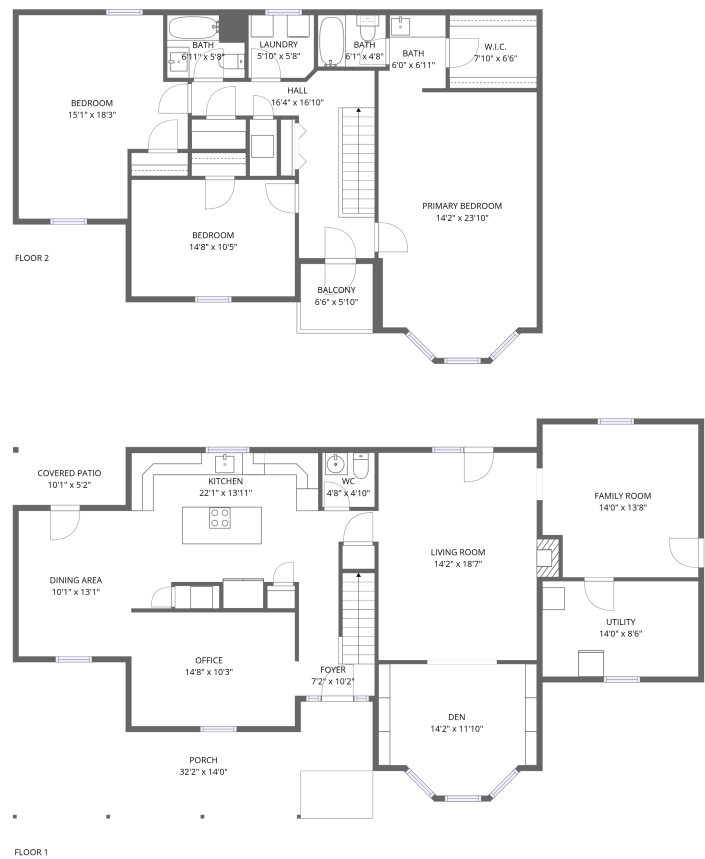 BATH
6'11" x 5'8"
LAUNDRY
5'10" x 5'8"
BATH
6'1" x 4'8"
BATH
6'0" x 6'11"
W.I.C.
7'10" x 6'6"
HALL
16'4" x 16'10"
BEDROOM
15'1" x 18'3"
PRIMARY BEDROOM
14'2" x 23'10"
BEDROOM
14'8" x 10'5"
FLOOR 2
BALCONY
6'6" x 5'10"
COVERED PATIO
10'1" x 5'2"
KITCHEN
22'1" x 13'11"
WC
4'8" x 4'10"
FAMILY ROOM
14'0" x 13'8"
LIVING ROOM
14'2" x 18'7"
DINING AREA
10'1" x 13'1"
UTILITY
14'0" x 8'6"
OFFICE
14'8" x 10'3"
FOYER
7'2" x 10'2"
DEN
14'2" x 11'10"
PORCH
32'2" x 14'0"
FLOOR 1